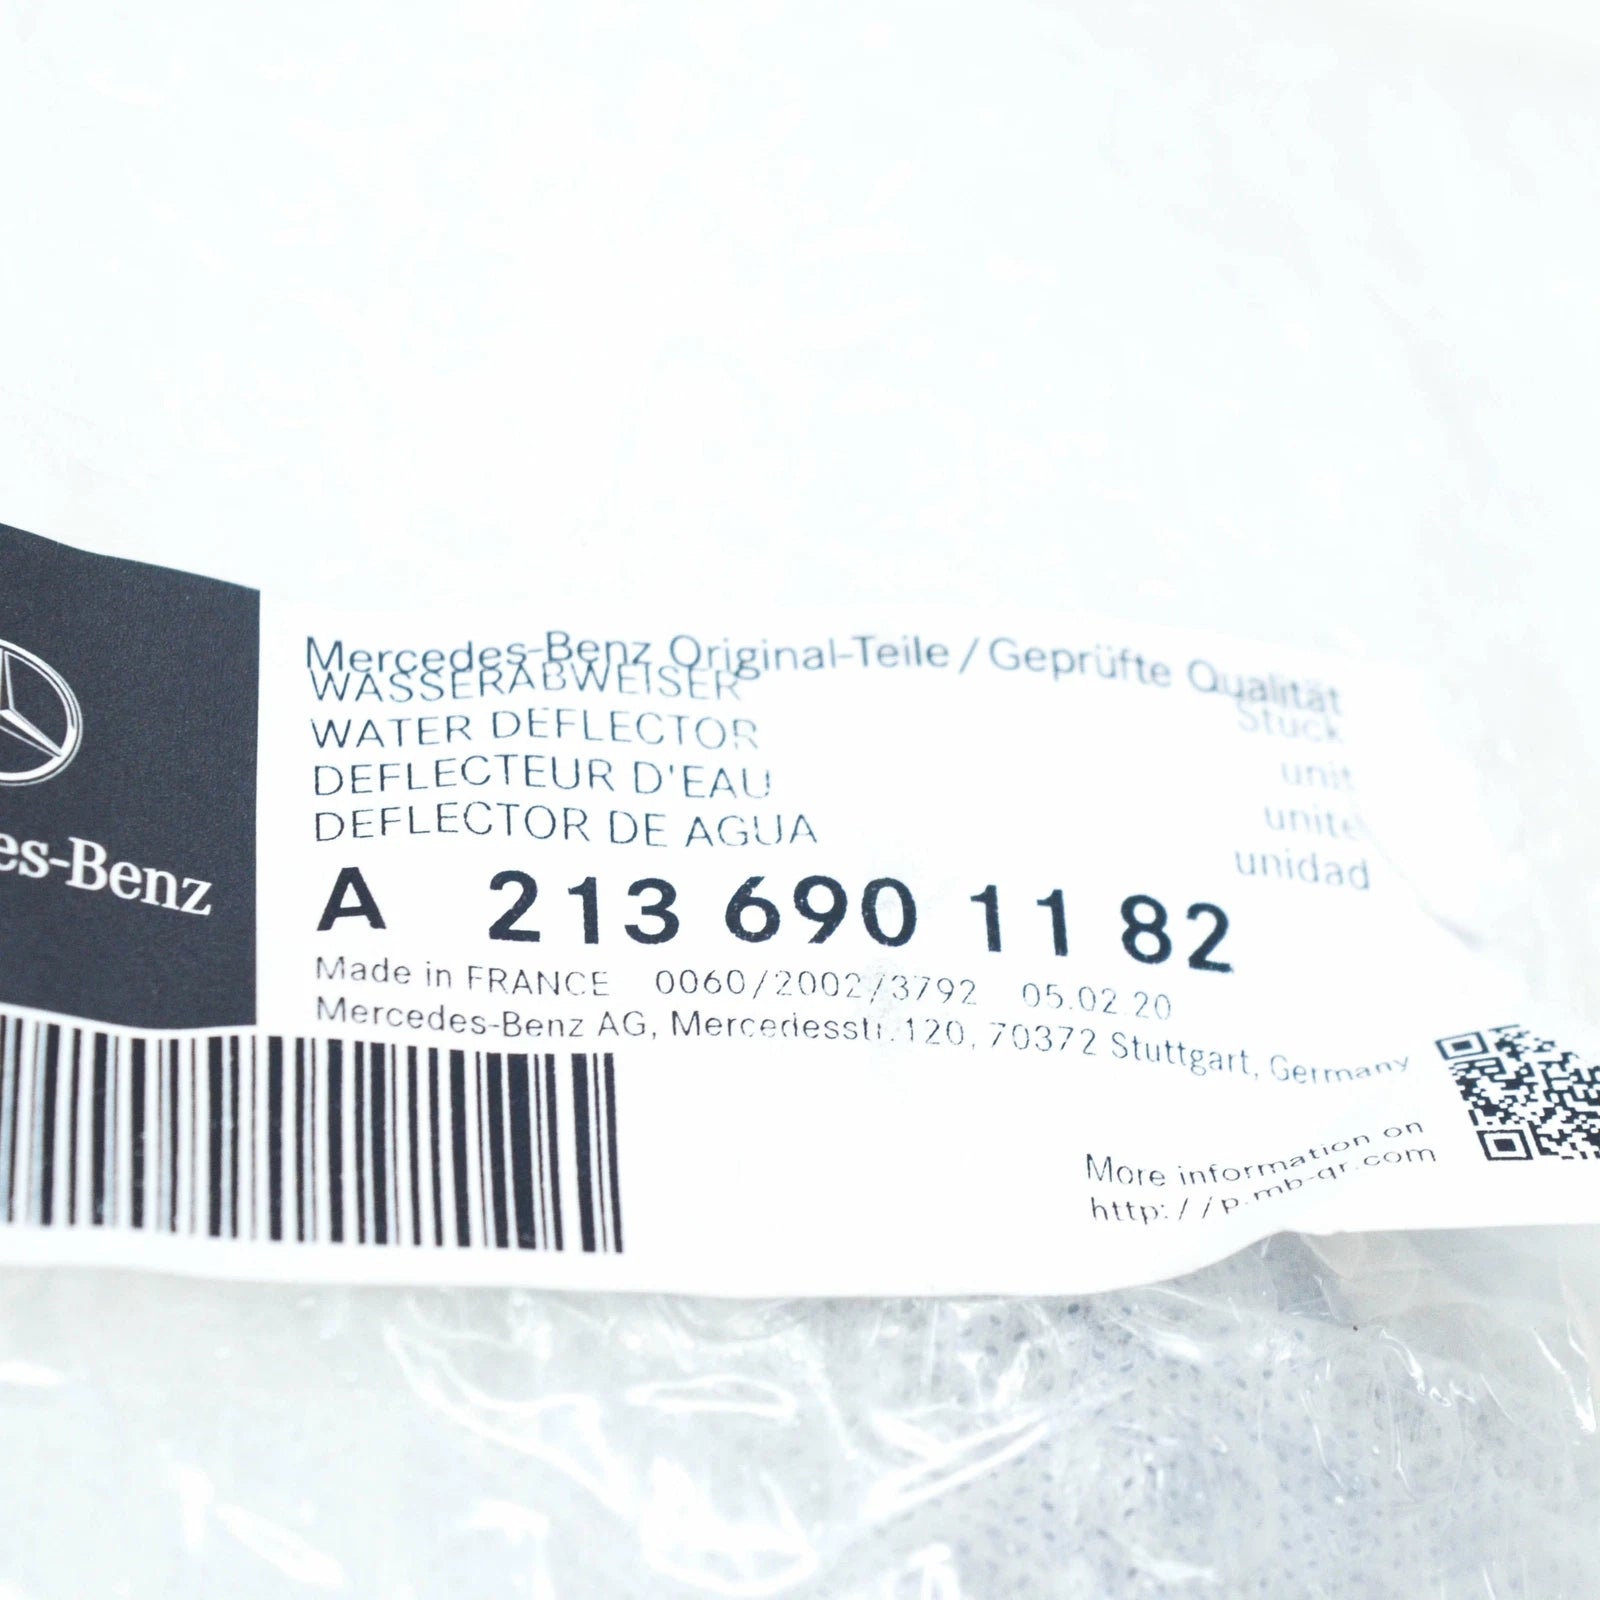 es-Benz
Mercedes-Benz Original-Teile / Geprüfte Qualität
WASSERABWEISER Stück
WATER DEFLECTOR unit
DEFLECTEUR D'EAU unité
DEFLECTOR DE AGUA unidad
A 213 690 11 82
Made in FRANCE 0060/2002/3792 05.02.20
Mercedes-Benz AG, Mercedesstr.120, 70372 Stuttgart, Germany
More information on
http://p.mb-qr.com